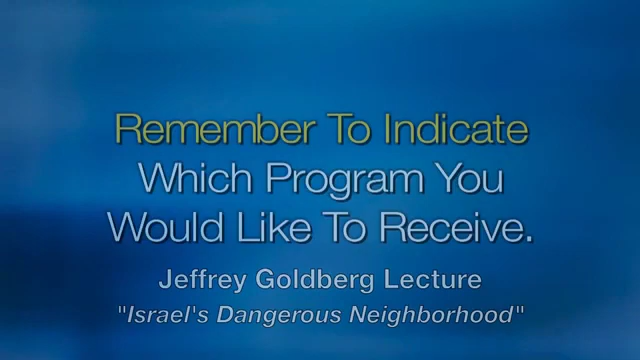 Remember To Indicate
Which Program You
Would Like To Receive.
Jeffrey Goldberg Lecture
"Israel's Dangerous Neighborhood"